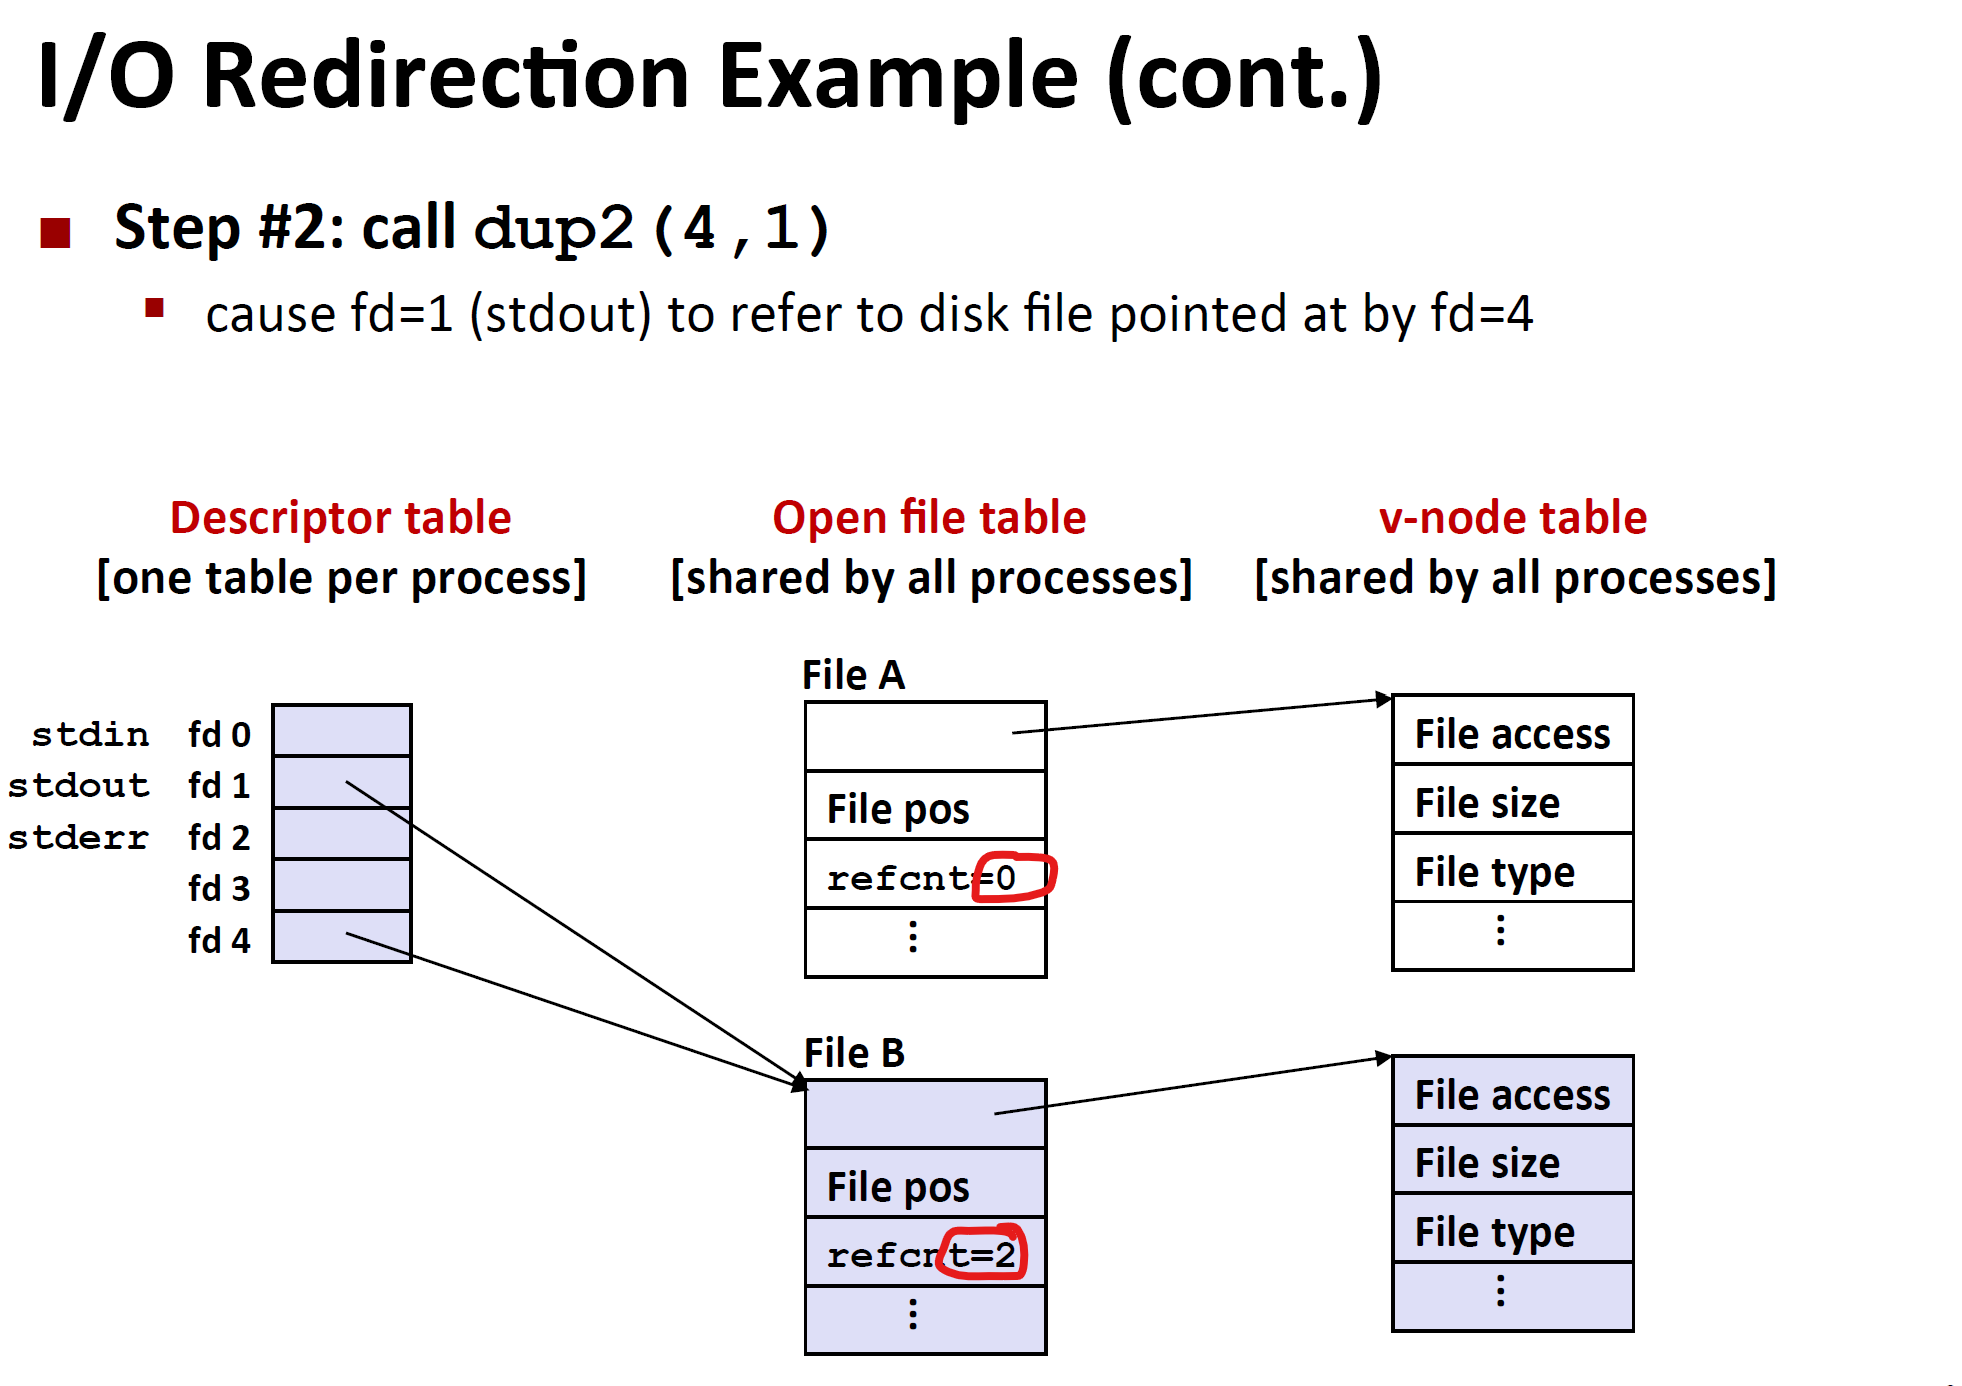 I/O Redirection Example (cont.)
Step #2: call dup2(4,1)
cause fd=1 (stdout) to refer to disk file pointed at by fd=4
Descriptor table
[one table per process]
Open file table
[shared by all processes]
v-node table
[shared by all processes]
stdin fd 0
stdout fd 1
stderr fd 2
fd 3
fd 4
File A
File pos
refcnt=0
⋮
File access
File size
File type
⋮
File B
File pos
refcnt=2
⋮
File access
File size
File type
⋮